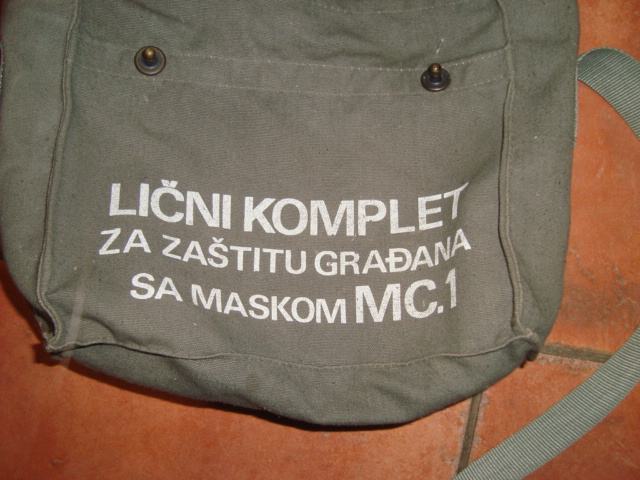 LIČNI KOMPLET
ZA ZAŠTITU GRAĐANA
SA MASKOM MC.1